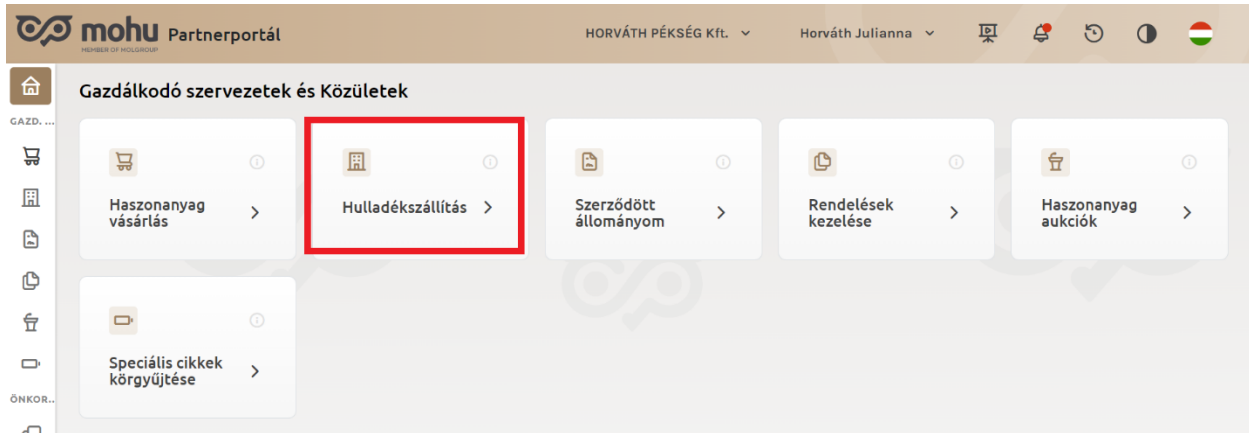 mohu Partnerportál
MEMBER OF MOLGROUP
HORVÁTH PÉKSÉG Kft.
Horváth Julianna
Gazdálkodó szervezetek és Közületek
GAZD. ...
Haszonanyag
vásárlás
Hulladékszállítás
Szerződött
állományom
Rendelések
kezelése
Haszonanyag
aukciók
Speciális cikkek
körgyűjtése
ÖNKOR...